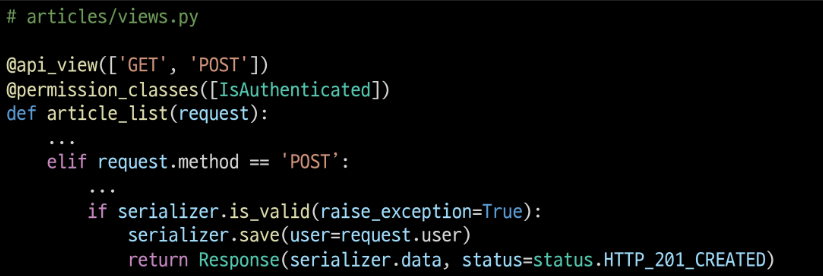 # articles/views.py
@api_view(['GET', 'POST'])
@permission_classes([IsAuthenticated])
def article_list(request):
    ...
    elif request.method == 'POST’:
        ...
        if serializer.is_valid(raise_exception=True):
            serializer.save(user=request.user)
            return Response(serializer.data, status=status.HTTP_201_CREATED)